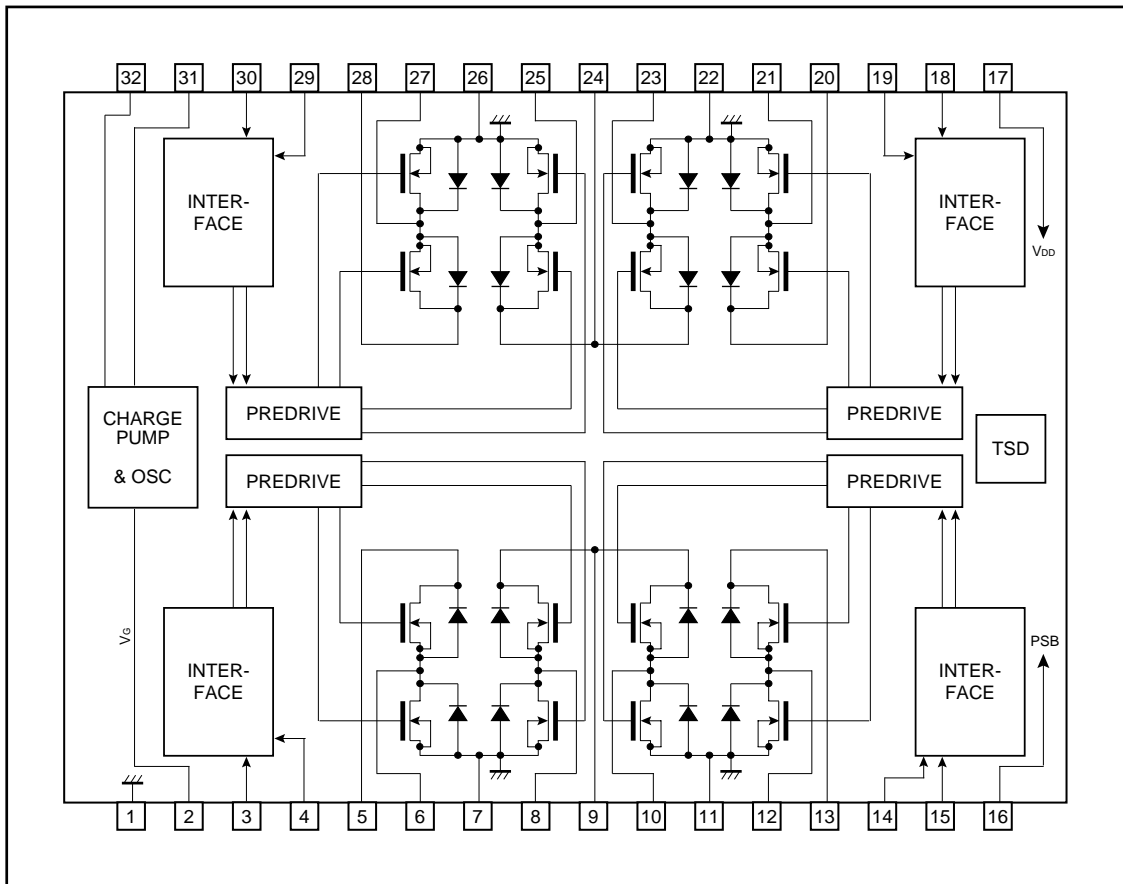 32 31 30 29 28 27 26 25 24 23 22 21 20 19 18 17
INTER-
FACE
INTER-
FACE
VDD
CHARGE
PUMP
& OSC
PREDRIVE
PREDRIVE
TSD
PREDRIVE
PREDRIVE
VG
INTER-
FACE
INTER-
FACE
PSB
1 2 3 4 5 6 7 8 9 10 11 12 13 14 15 16